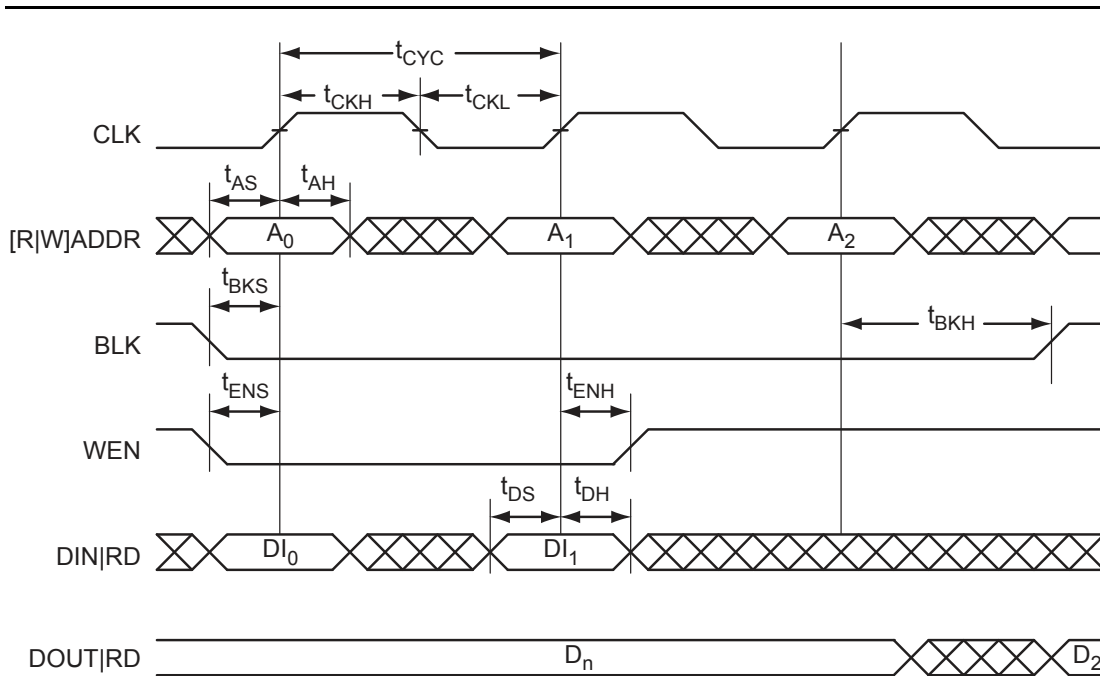 tCYC
tCKH tCKL
CLK
tAS tAH
[R|W]ADDR A0 A1 A2
tBKS
tBKH
BLK
tENS tENH
WEN
tDS tDH
DIN|RD DI0 DI1
DOUT|RD Dn D2